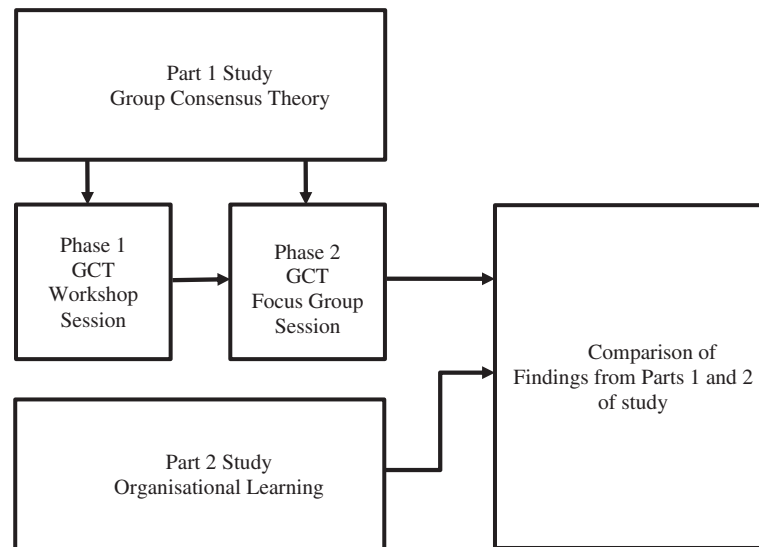 Part 1 Study
Group Consensus Theory
Phase 1
GCT
Workshop
Session
Phase 2
GCT
Focus Group
Session
Comparison of
Findings from Parts 1 and 2
of study
Part 2 Study
Organisational Learning